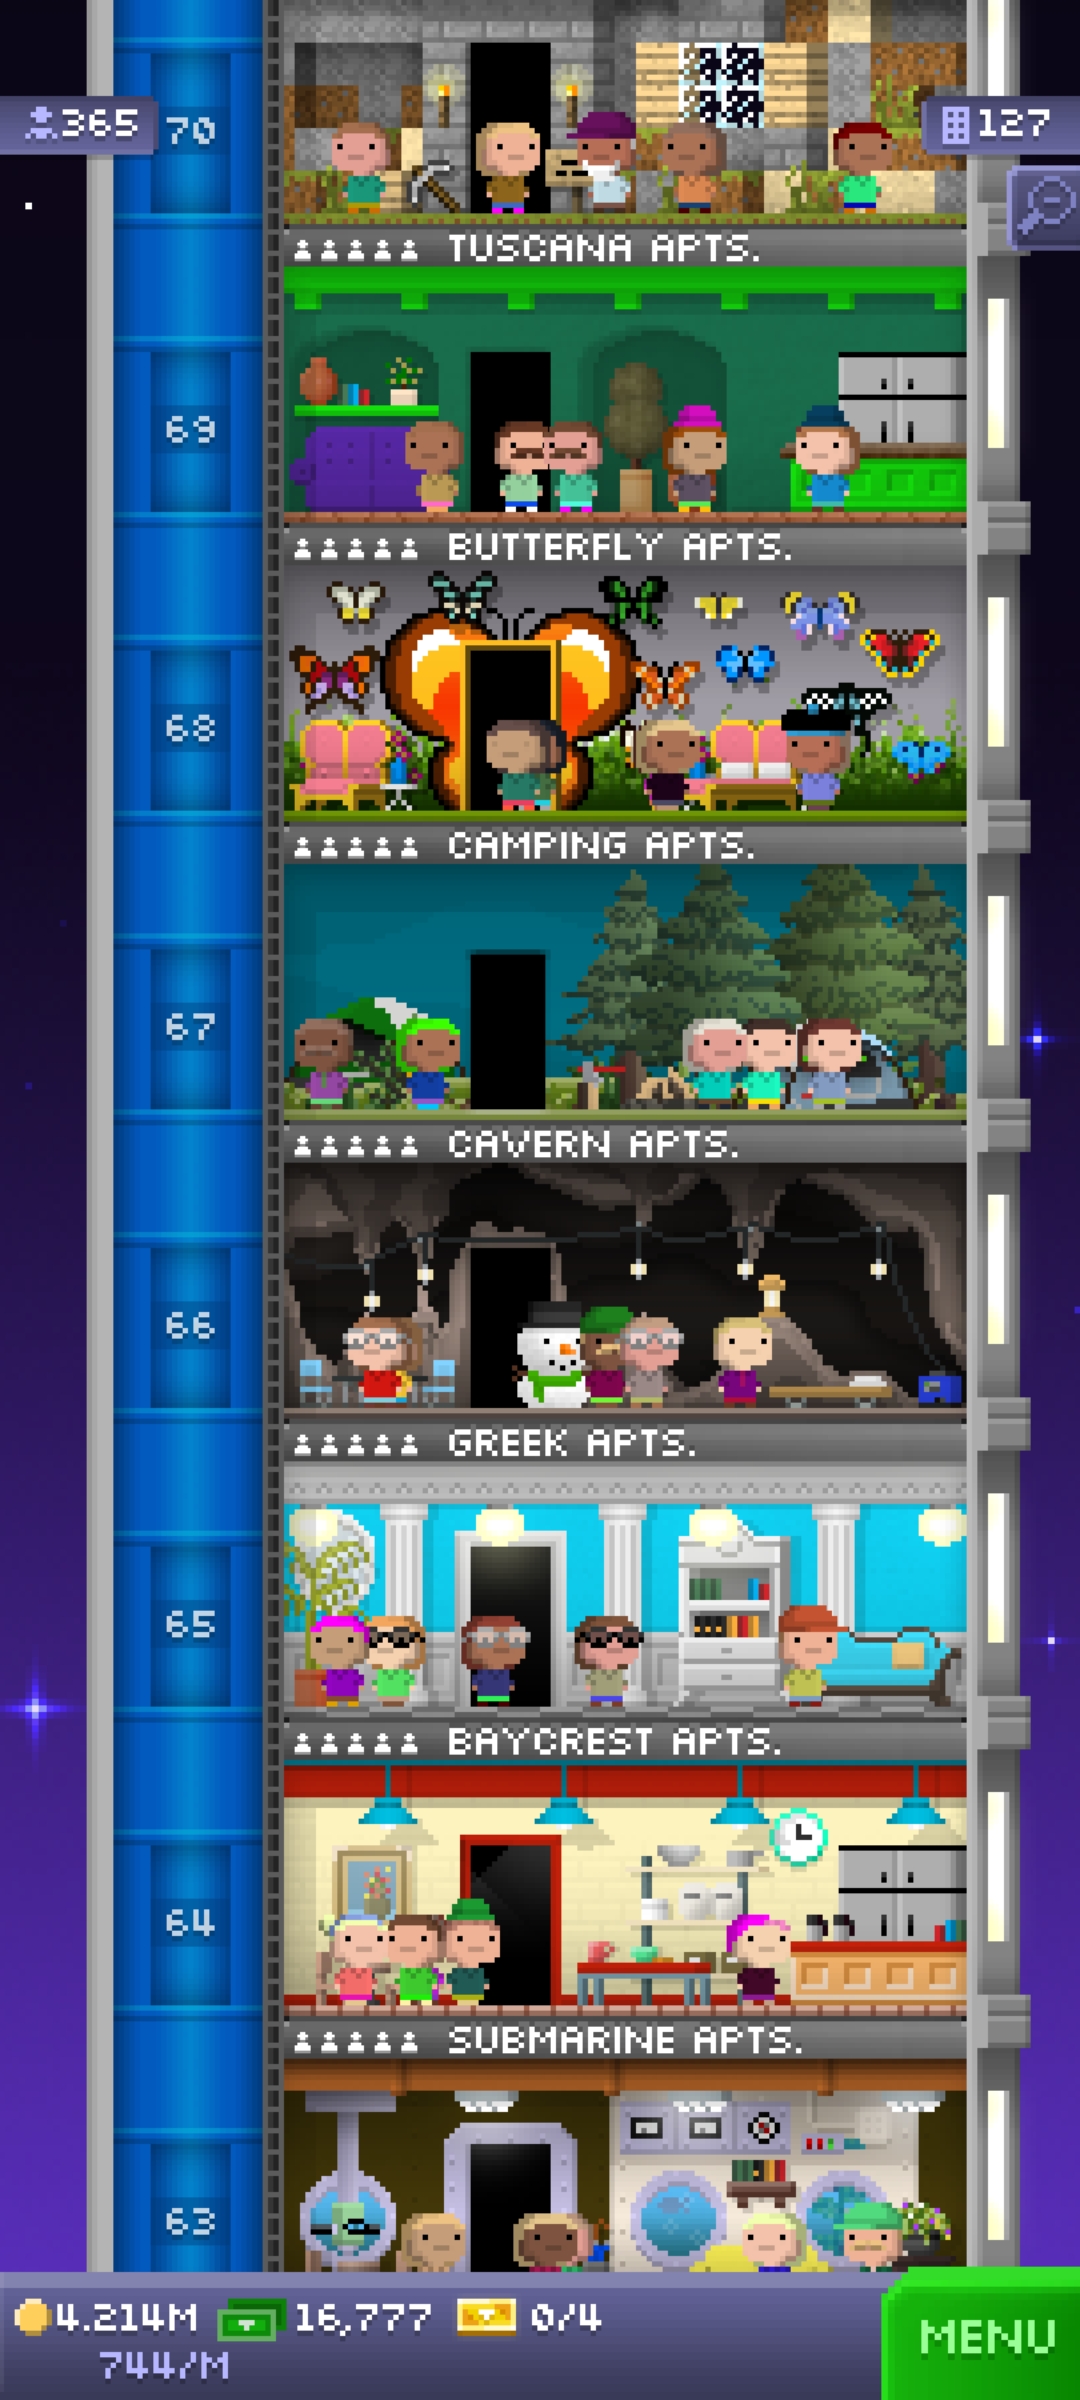 365
70
127
TUSCANA APTS.
69
BUTTERFLY APTS.
68
CAMPING APTS.
67
CAVERN APTS.
66
GREEK APTS.
65
BAYCREST APTS.
64
SUBMARINE APTS.
63
4.214M 16,777 0/4
744/M
MENU